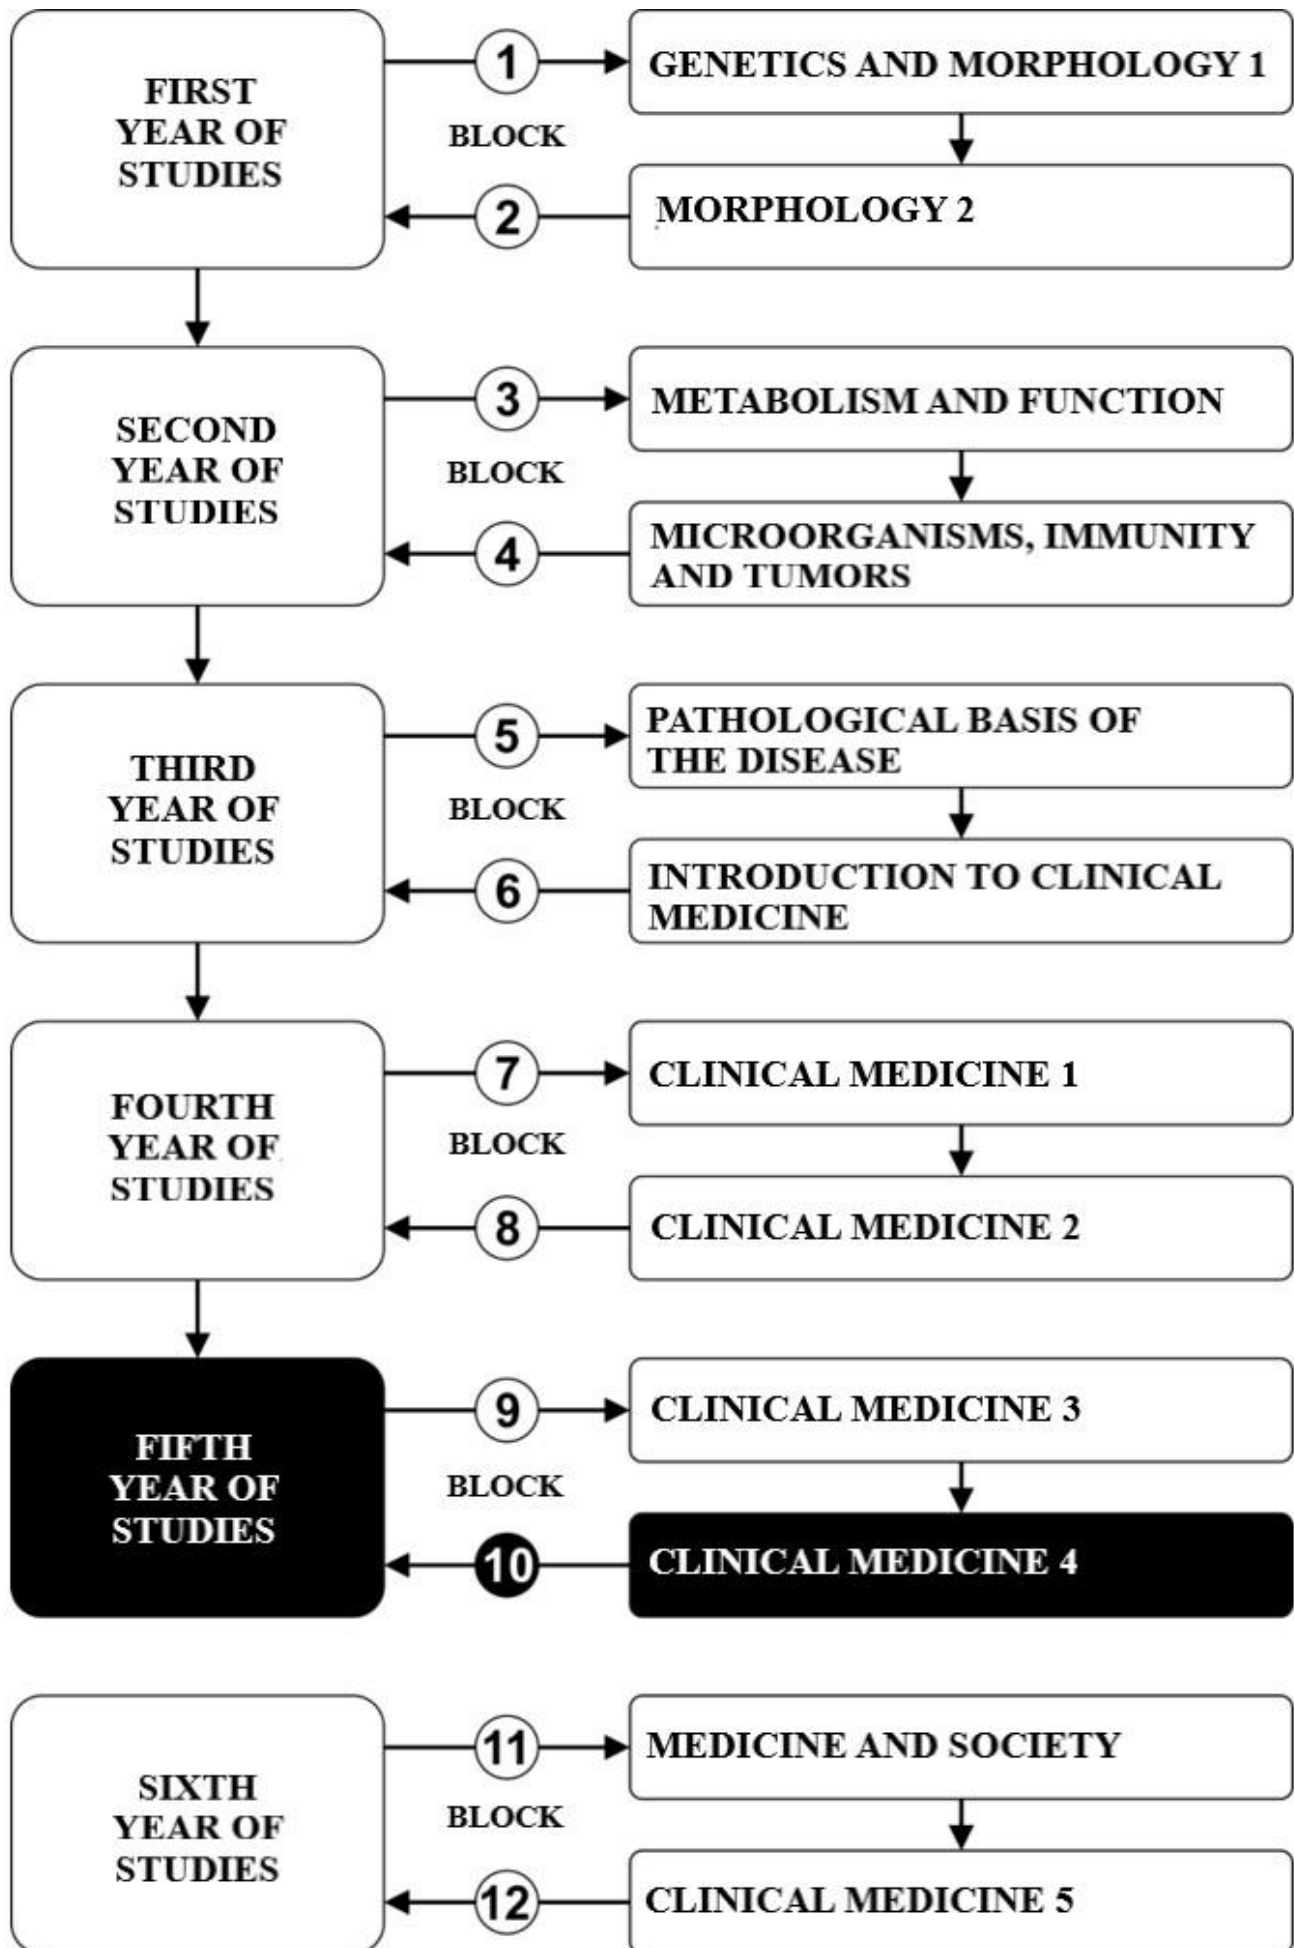 FIRST
YEAR OF
STUDIES
1
BLOCK
2
GENETICS AND MORPHOLOGY 1
MORPHOLOGY 2
SECOND
YEAR OF
STUDIES
3
BLOCK
4
METABOLISM AND FUNCTION
MICROORGANISMS, IMMUNITY
AND TUMORS
THIRD
YEAR OF
STUDIES
5
BLOCK
6
PATHOLOGICAL BASIS OF
THE DISEASE
INTRODUCTION TO CLINICAL
MEDICINE
FOURTH
YEAR OF
STUDIES
7
BLOCK
8
CLINICAL MEDICINE 1
CLINICAL MEDICINE 2
FIFTH
YEAR OF
STUDIES
9
BLOCK
10
CLINICAL MEDICINE 3
CLINICAL MEDICINE 4
SIXTH
YEAR OF
STUDIES
11
BLOCK
12
MEDICINE AND SOCIETY
CLINICAL MEDICINE 5